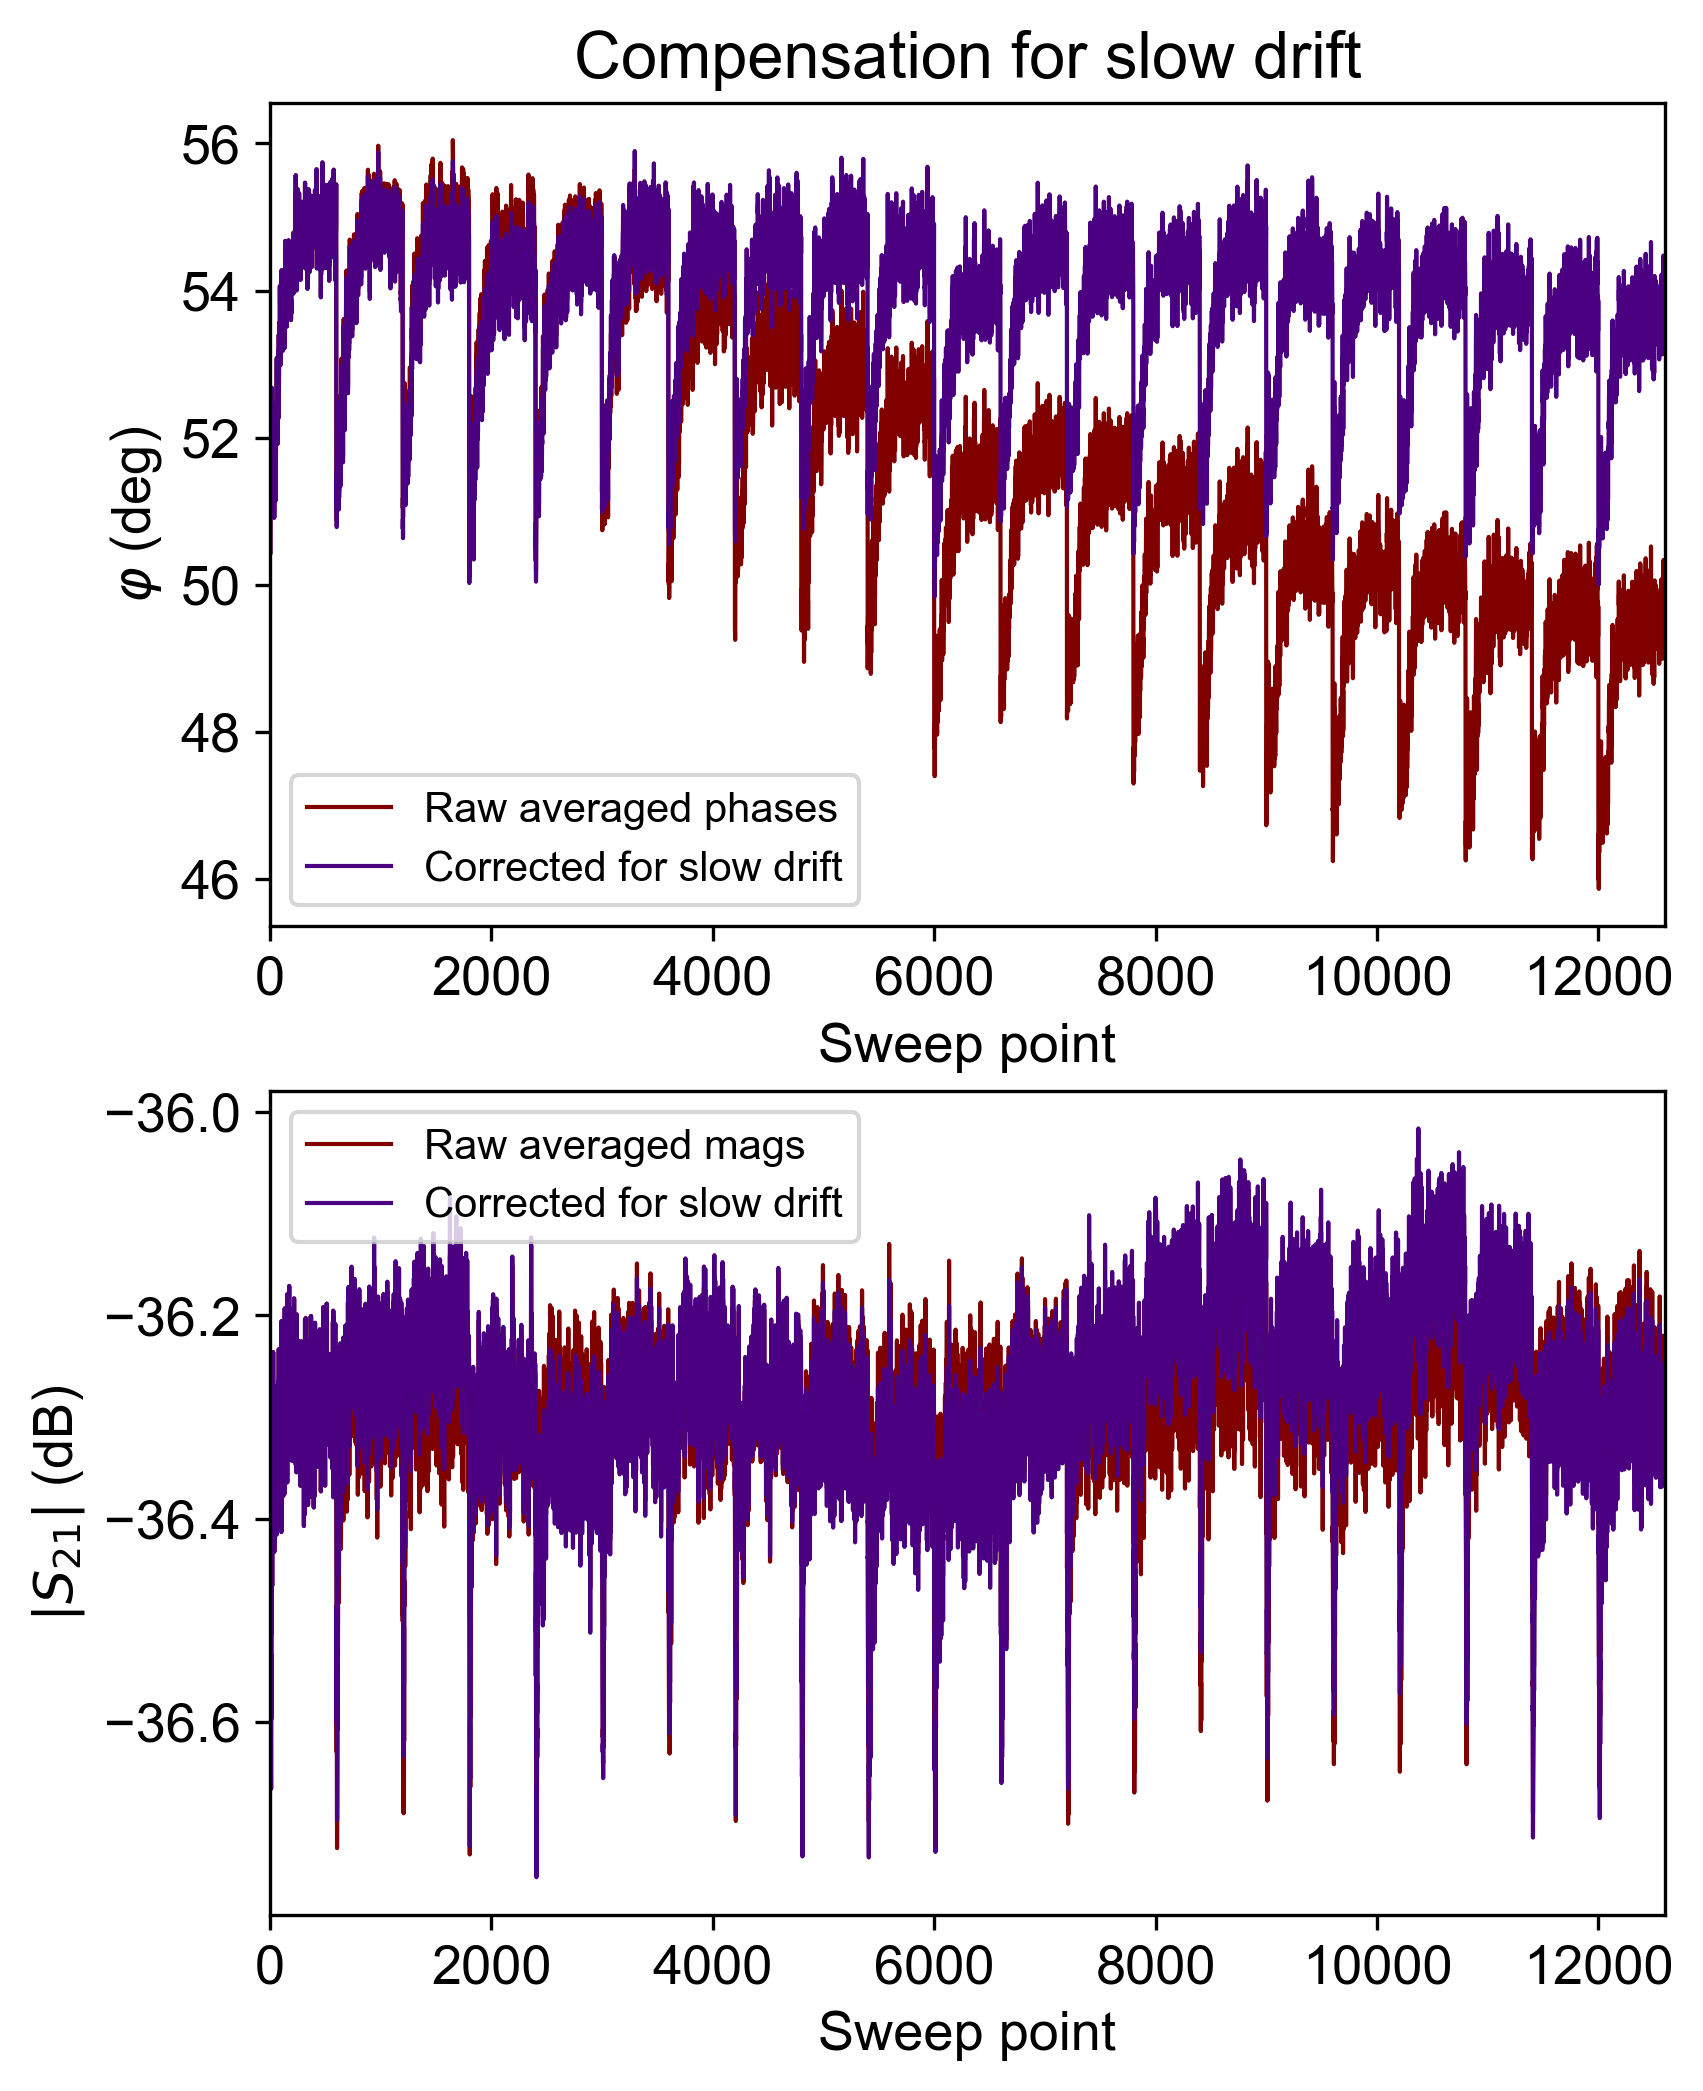 Compensation for slow drift
56
54
52
50
48
46
φ (deg)
Raw averaged phases
Corrected for slow drift
0 2000 4000 6000 8000 10000 12000
Sweep point
−36.0
−36.2
−36.4
−36.6
|S₂₁| (dB)
Raw averaged mags
Corrected for slow drift
0 2000 4000 6000 8000 10000 12000
Sweep point